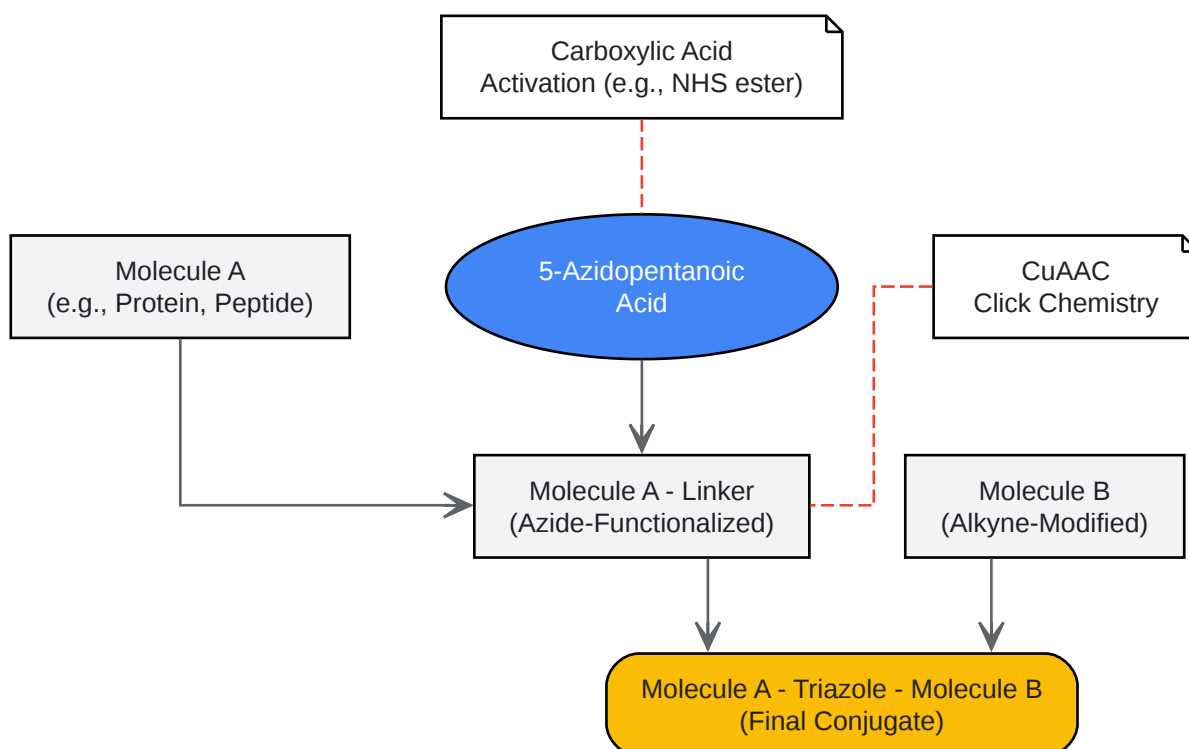 Carboxylic Acid
Activation (e.g., NHS ester)
Molecule A
(e.g., Protein, Peptide)
5-Azidopentanoic
Acid
CuAAC
Click Chemistry
Molecule A - Linker
(Azide-Functionalized)
Molecule B
(Alkyne-Modified)
Molecule A - Triazole - Molecule B
(Final Conjugate)